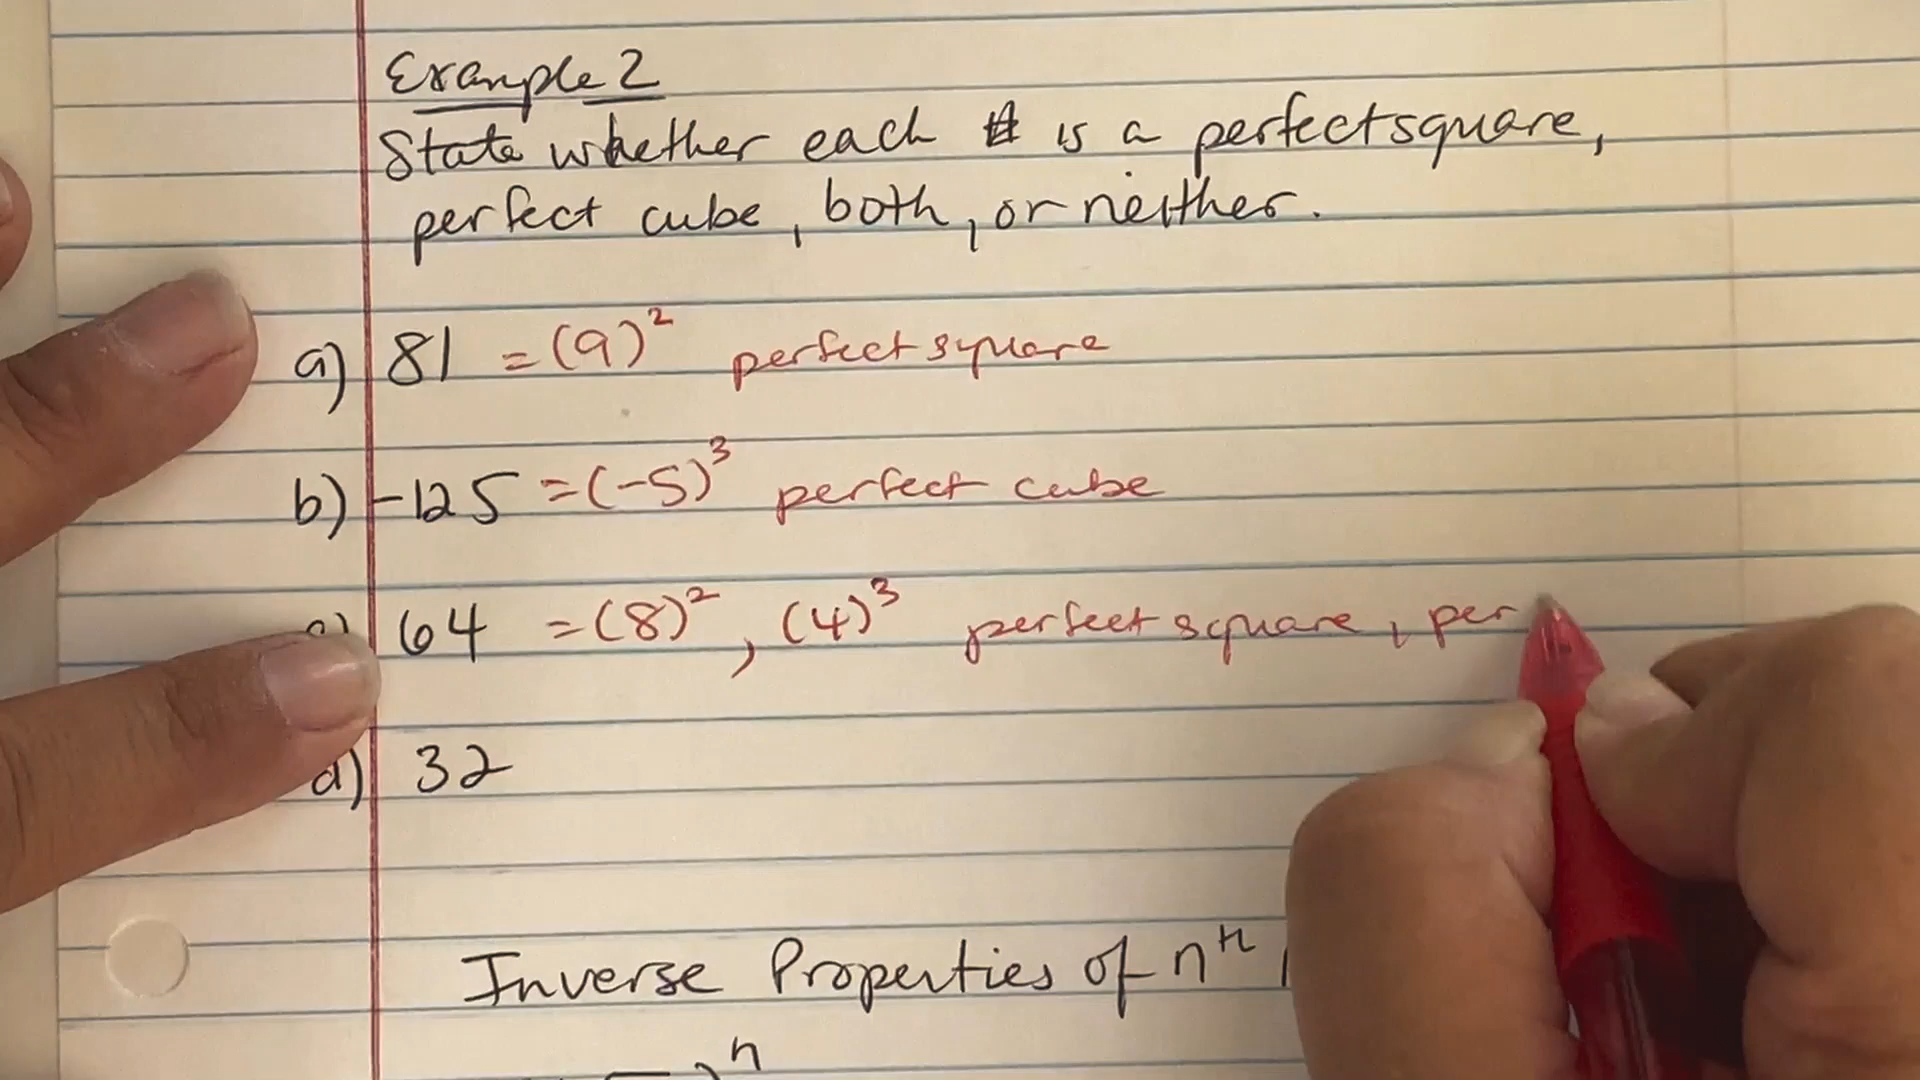 Example 2
State whether each # is a perfect square,
perfect cube, both, or neither.
a) 81 = (9)² perfect square
b) -125 = (-5)³ perfect cube
64 = (8)², (4)³ perfect square, per
d) 32
Inverse Properties of nth
n